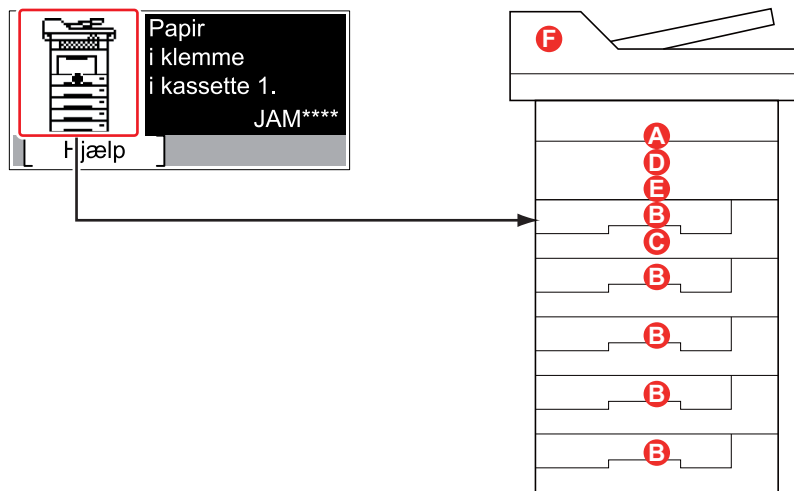 Papir
i klemme
i kassette 1.
JAM****
[ Hjælp ]
F
A
D
E
B
C
B
B
B
B